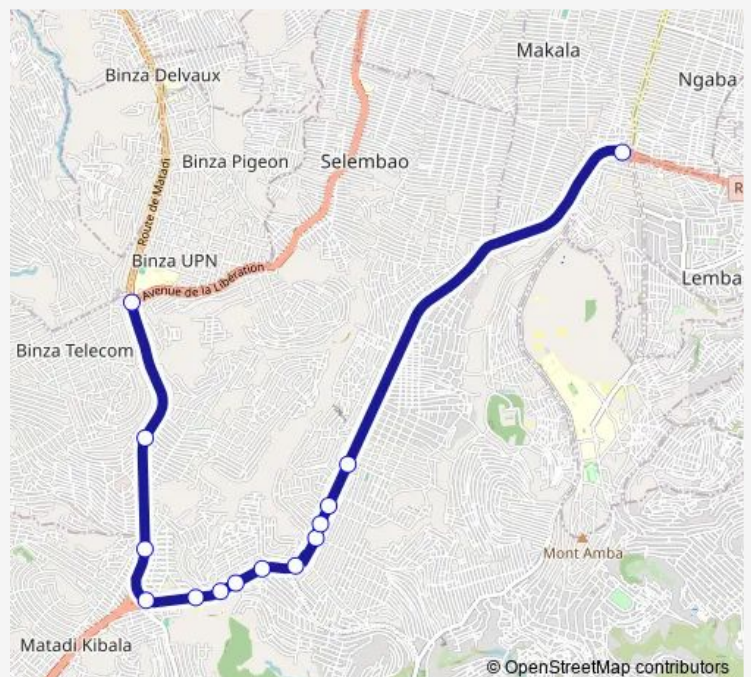 Makala
Binza Delvaux
Ngaba
Binza Pigeon
Selembao
R
Route de Matadi
Binza UPN
Avenue de la Libération
Lemba
Binza Telecom
Mont Amba
Matadi Kibala
© OpenStreetMap contributors